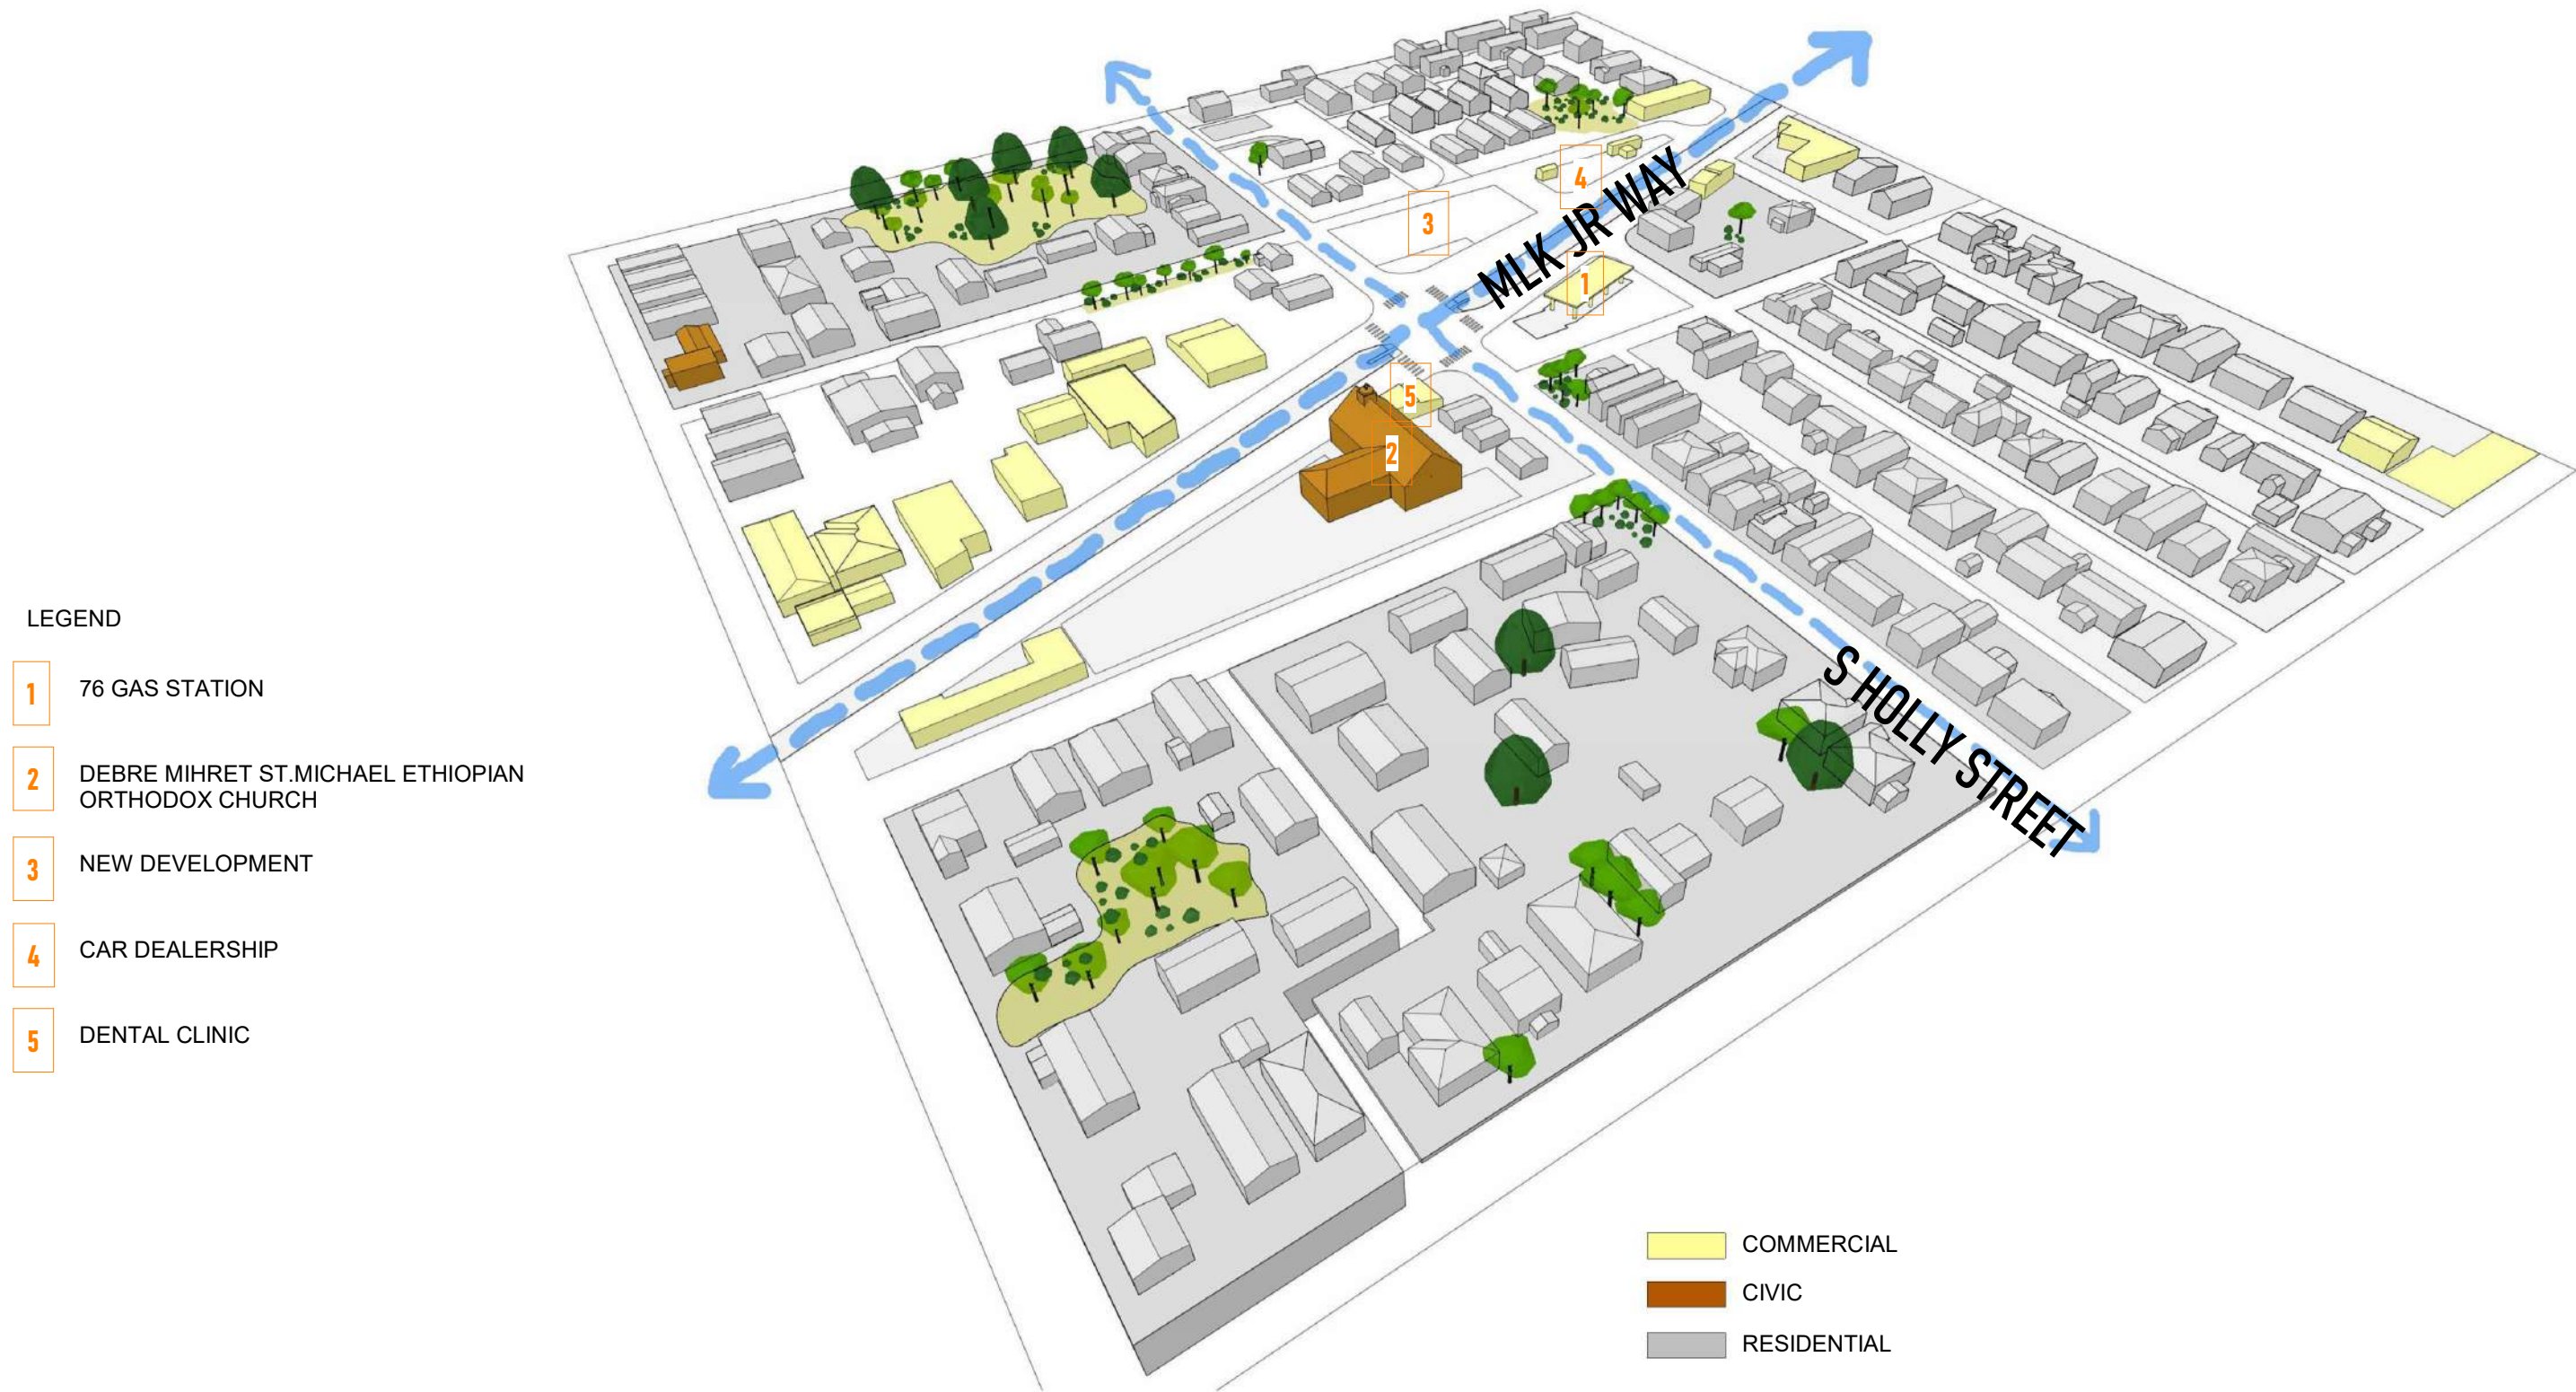 4
3
MLK JR WAY
1
5
2
S HOLLY STREET
LEGEND
1 76 GAS STATION
2 DEBRE MIHRET ST.MICHAEL ETHIOPIAN
ORTHODOX CHURCH
3 NEW DEVELOPMENT
4 CAR DEALERSHIP
5 DENTAL CLINIC
COMMERCIAL
CIVIC
RESIDENTIAL